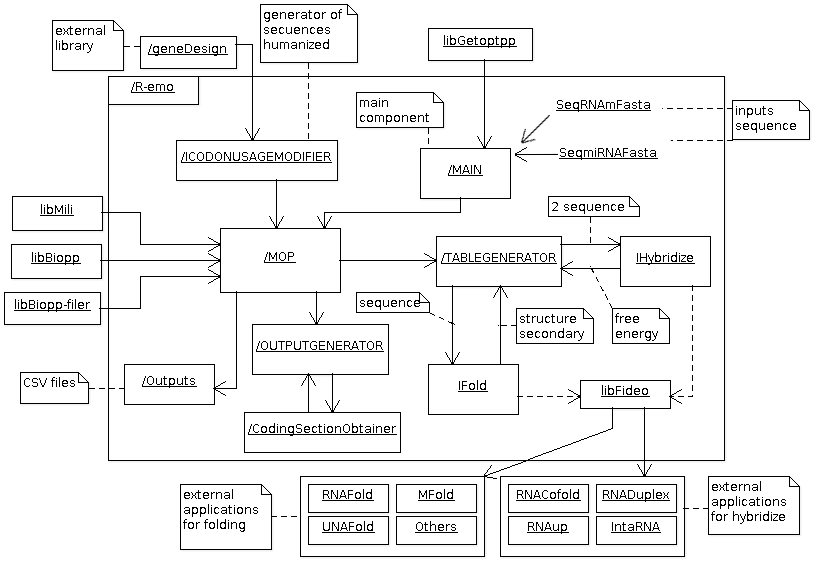 external
library
/geneDesign
generator of
secuences
humanized
libGetoptpp
/R-emo
main
component
SeqRNAmFasta
inputs
sequence
SeqmiRNAFasta
/ICODONUSAGEMODIFIER
/MAIN
libMili
2 sequence
libBiopp
/MOP
/TABLEGENERATOR
IHybridize
libBiopp-filer
sequence
structure
secondary
free
energy
/OUTPUTGENERATOR
CSV files
/Outputs
IFold
libFideo
/CodingSectionObtainer
external
applications
for folding
RNAFold
MFold
UNAFold
Others
RNACofold
RNADuplex
RNAup
IntaRNA
external
applications
for hybridize